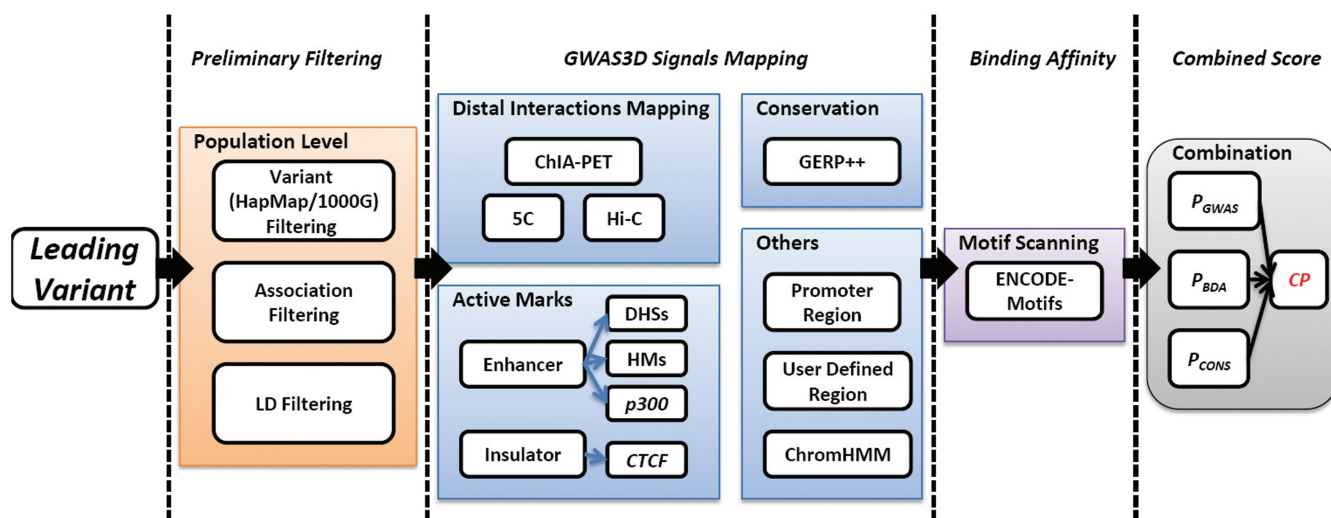 Preliminary Filtering
GWAS3D Signals Mapping
Binding Affinity
Combined Score
Leading
Variant
Population Level
Variant
(HapMap/1000G)
Filtering
Association
Filtering
LD Filtering
Distal Interactions Mapping
ChIA-PET
5C
Hi-C
Active Marks
Enhancer
DHSs
HMs
p300
Insulator
CTCF
Conservation
GERP++
Others
Promoter
Region
User Defined
Region
ChromHMM
Motif Scanning
ENCODE-
Motifs
Combination
PGWAS
PBDA
PCONS
CP